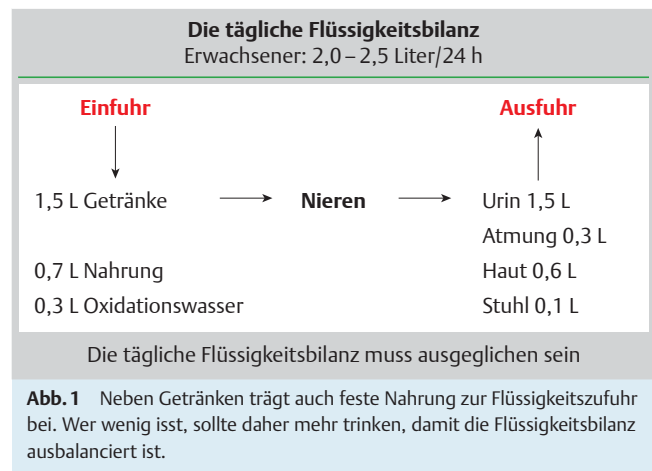 Die tägliche Flüssigkeitsbilanz
Erwachsener: 2,0 – 2,5 Liter/24 h
Einfuhr Ausfuhr
1,5 L Getränke Nieren Urin 1,5 L
Atmung 0,3 L
0,7 L Nahrung Haut 0,6 L
0,3 L Oxidationswasser Stuhl 0,1 L
Die tägliche Flüssigkeitsbilanz muss ausgeglichen sein
Abb. 1 Neben Getränken trägt auch feste Nahrung zur Flüssigkeitszufuhr
bei. Wer wenig isst, sollte daher mehr trinken, damit die Flüssigkeitsbilanz
ausbalanciert ist.